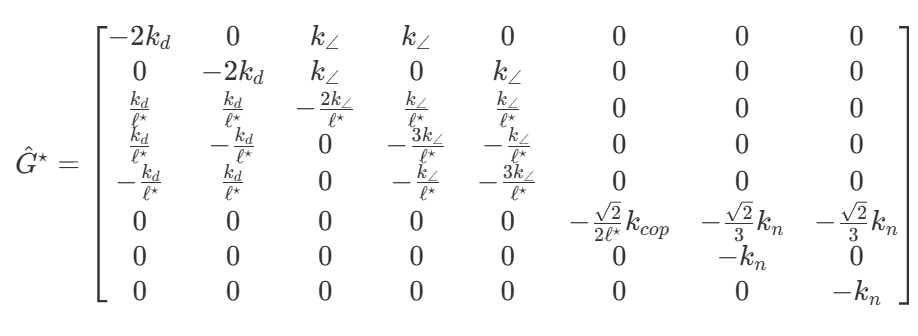 −2k_d 0 k_∠ k_∠ 0 0 0 0
0 −2k_d k_∠ 0 k_∠ 0 0 0
k_d/ℓ⋆ k_d/ℓ⋆ −2k_∠/ℓ⋆ k_∠/ℓ⋆ k_∠/ℓ⋆ 0 0 0
k_d/ℓ⋆ −k_d/ℓ⋆ 0 −3k_∠/ℓ⋆ −k_∠/ℓ⋆ 0 0 0
Ĝ⋆ =
−k_d/ℓ⋆ k_d/ℓ⋆ 0 −k_∠/ℓ⋆ −3k_∠/ℓ⋆ 0 0 0
0 0 0 0 0 −√2/2ℓ⋆ k_cop −√2/3 k_n −√2/3 k_n
0 0 0 0 0 0 −k_n 0
0 0 0 0 0 0 0 −k_n